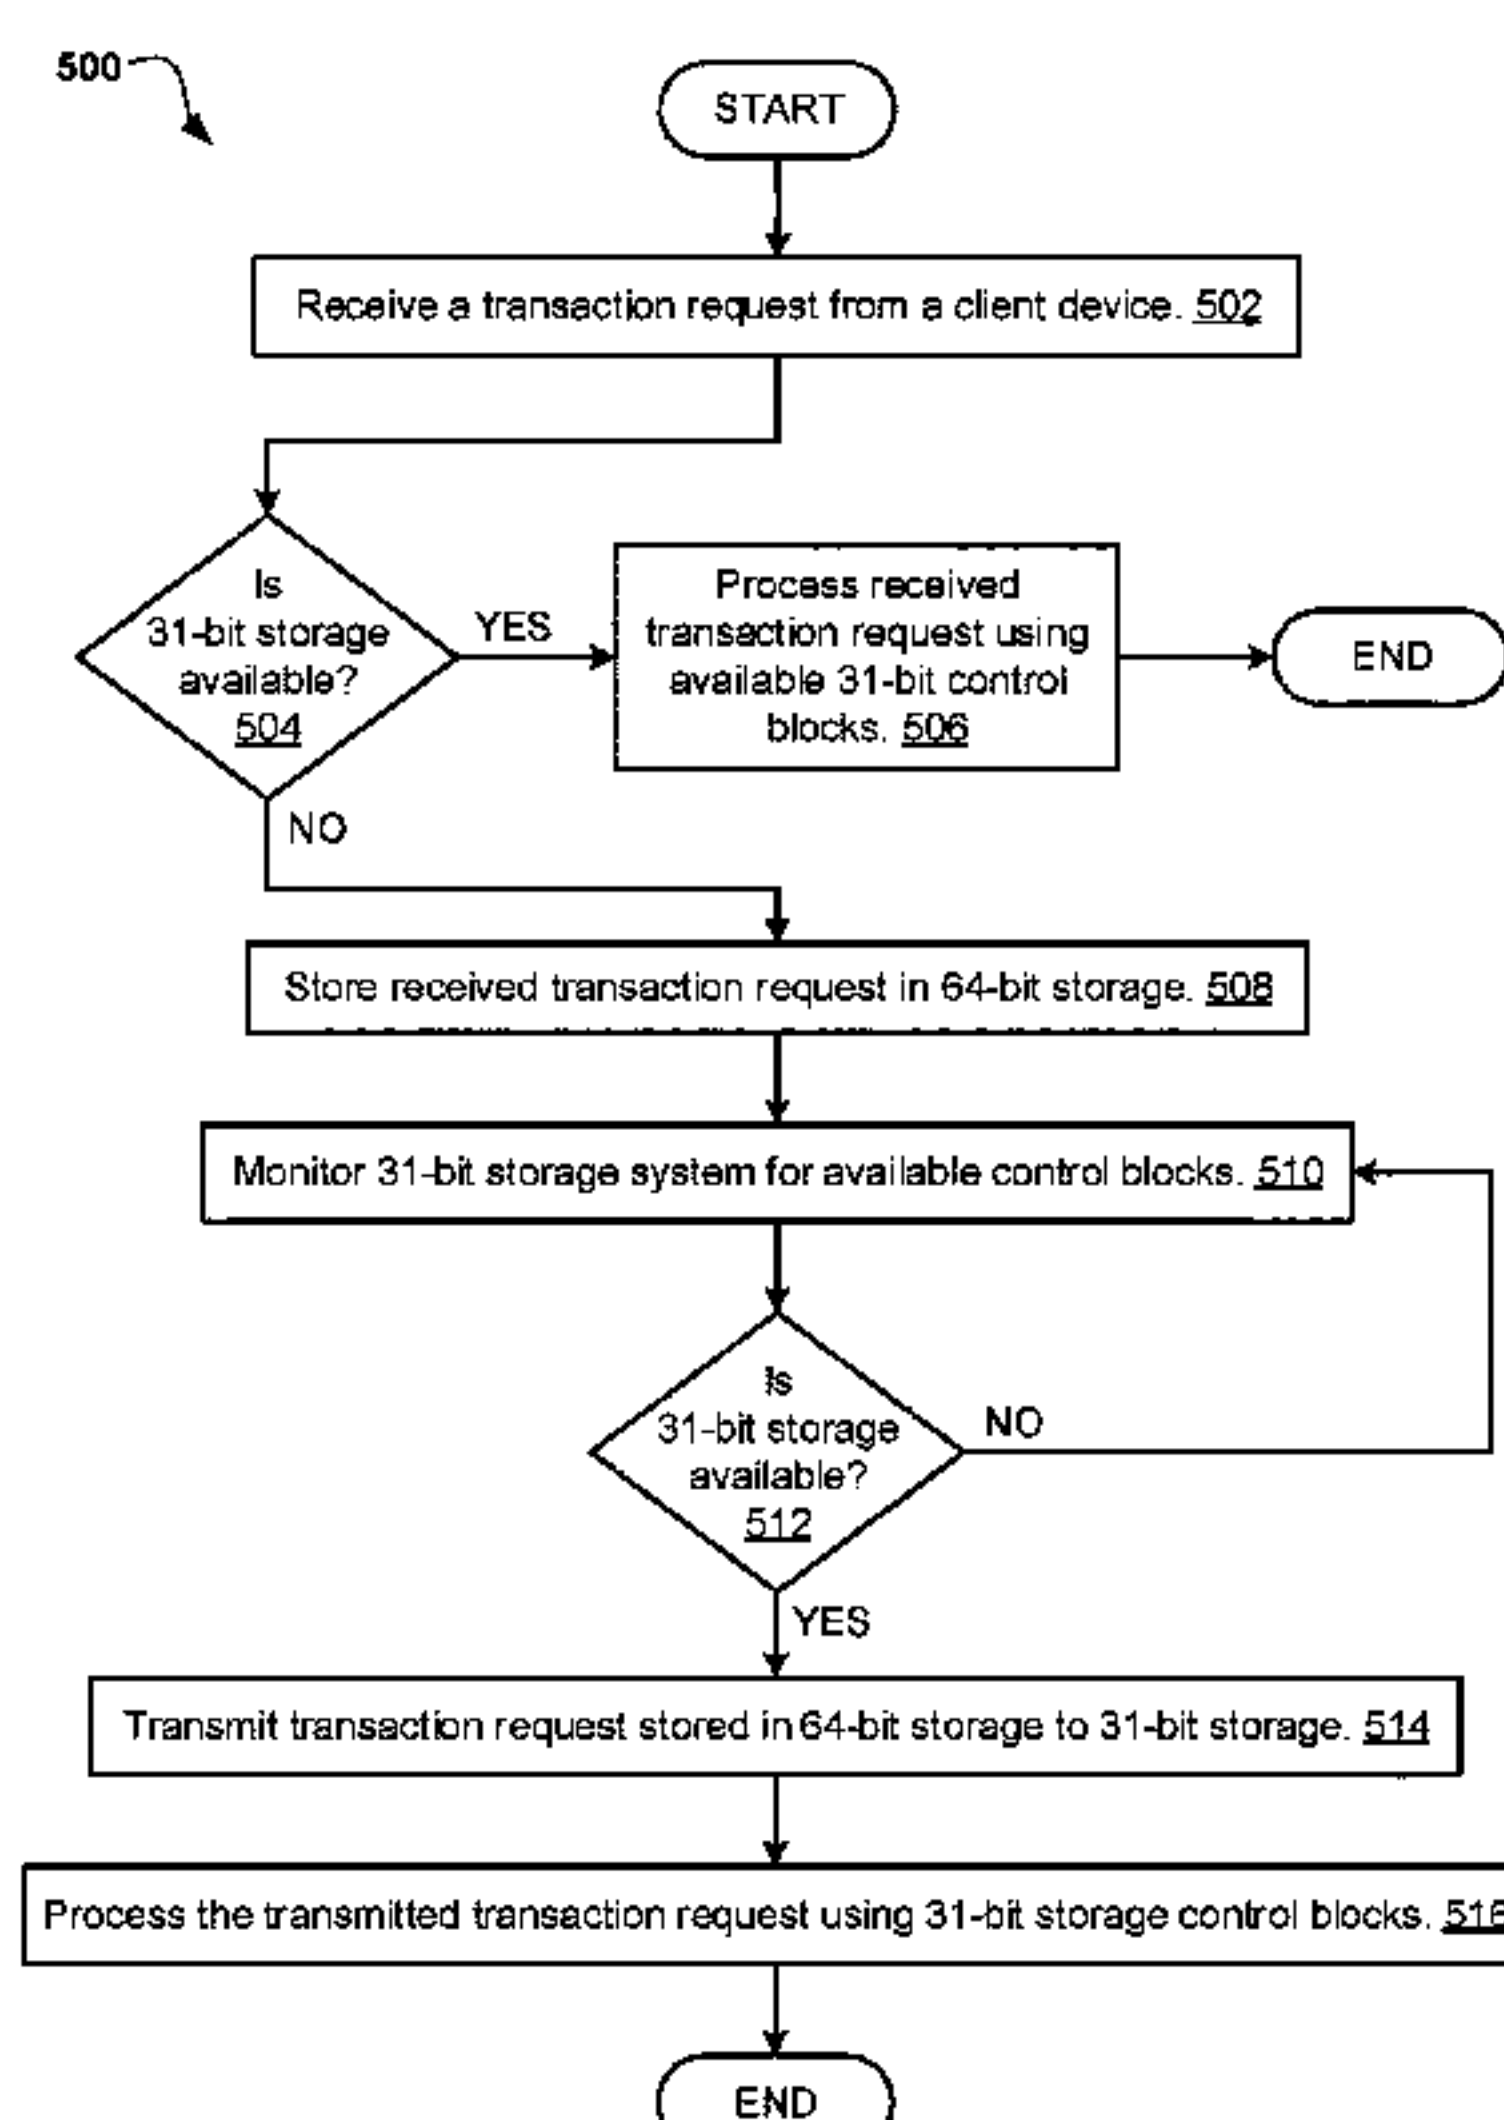 500
START
Receive a transaction request from a client device. 502
Is
31-bit storage
available?
504
YES
Process received
transaction request using
available 31-bit control
blocks. 506
END
NO
Store received transaction request in 64-bit storage. 508
Monitor 31-bit storage system for available control blocks. 510
Is
31-bit storage
available?
512
NO
YES
Transmit transaction request stored in 64-bit storage to 31-bit storage. 514
Process the transmitted transaction request using 31-bit storage control blocks. 516
END